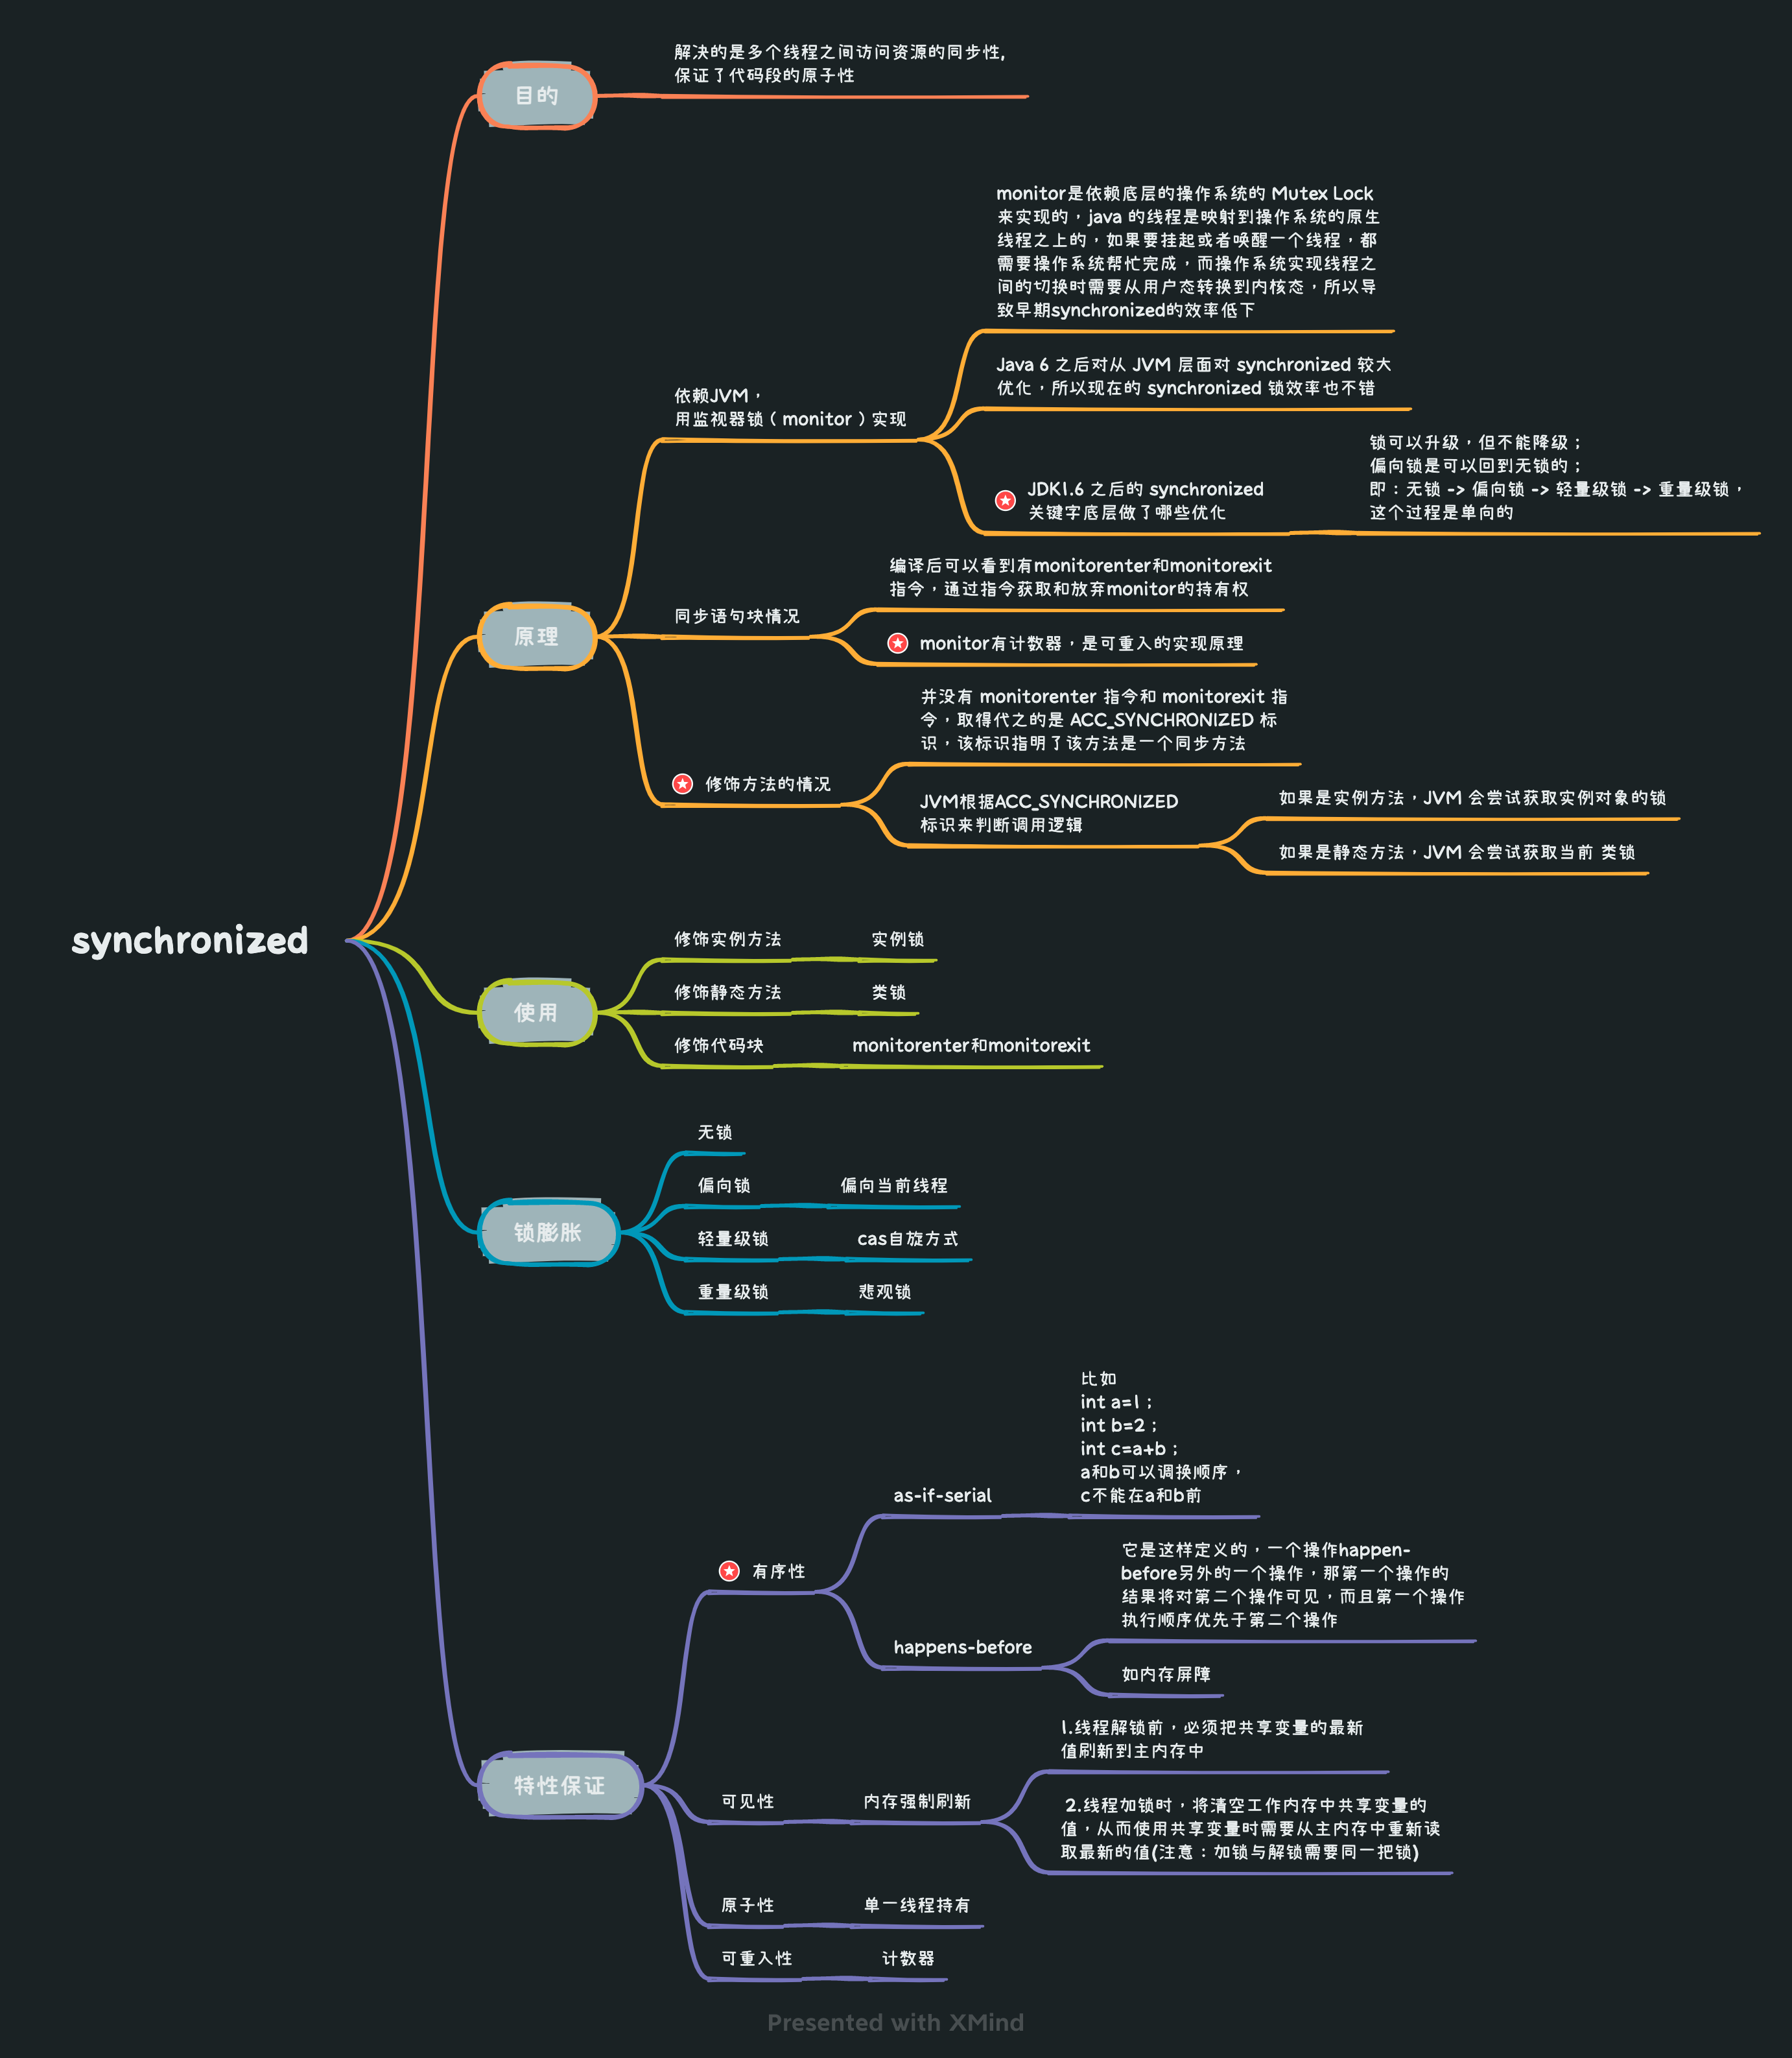 synchronized
目的
解决的是多个线程之间访问资源的同步性,
保证了代码段的原子性
原理
依赖JVM，
用监视器锁（monitor）实现
monitor是依赖底层的操作系统的 Mutex Lock
来实现的，java 的线程是映射到操作系统的原生
线程之上的，如果要挂起或者唤醒一个线程，都
需要操作系统帮忙完成，而操作系统实现线程之
间的切换时需要从用户态转换到内核态，所以导
致早期synchronized的效率低下
Java 6 之后对从 JVM 层面对 synchronized 较大
优化，所以现在的 synchronized 锁效率也不错
JDK1.6 之后的 synchronized
关键字底层做了哪些优化
锁可以升级，但不能降级；
偏向锁是可以回到无锁的；
即：无锁 -> 偏向锁 -> 轻量级锁 -> 重量级锁，
这个过程是单向的
同步语句块情况
编译后可以看到有monitorenter和monitorexit
指令，通过指令获取和放弃monitor的持有权
monitor有计数器，是可重入的实现原理
修饰方法的情况
并没有 monitorenter 指令和 monitorexit 指
令，取得代之的是 ACC_SYNCHRONIZED 标
识，该标识指明了该方法是一个同步方法
JVM根据ACC_SYNCHRONIZED
标识来判断调用逻辑
如果是实例方法，JVM 会尝试获取实例对象的锁
如果是静态方法，JVM 会尝试获取当前 类锁
使用
修饰实例方法
实例锁
修饰静态方法
类锁
修饰代码块
monitorenter和monitorexit
锁膨胀
无锁
偏向锁
偏向当前线程
轻量级锁
cas自旋方式
重量级锁
悲观锁
特性保证
有序性
as-if-serial
比如
int a=1；
int b=2；
int c=a+b；
a和b可以调换顺序，
c不能在a和b前
happens-before
它是这样定义的，一个操作happen-
before另外的一个操作，那第一个操作的
结果将对第二个操作可见，而且第一个操作
执行顺序优先于第二个操作
如内存屏障
可见性
内存强制刷新
1.线程解锁前，必须把共享变量的最新
值刷新到主内存中
2.线程加锁时，将清空工作内存中共享变量的
值，从而使用共享变量时需要从主内存中重新读
取最新的值(注意：加锁与解锁需要同一把锁)
原子性
单一线程持有
可重入性
计数器
Presented with XMind